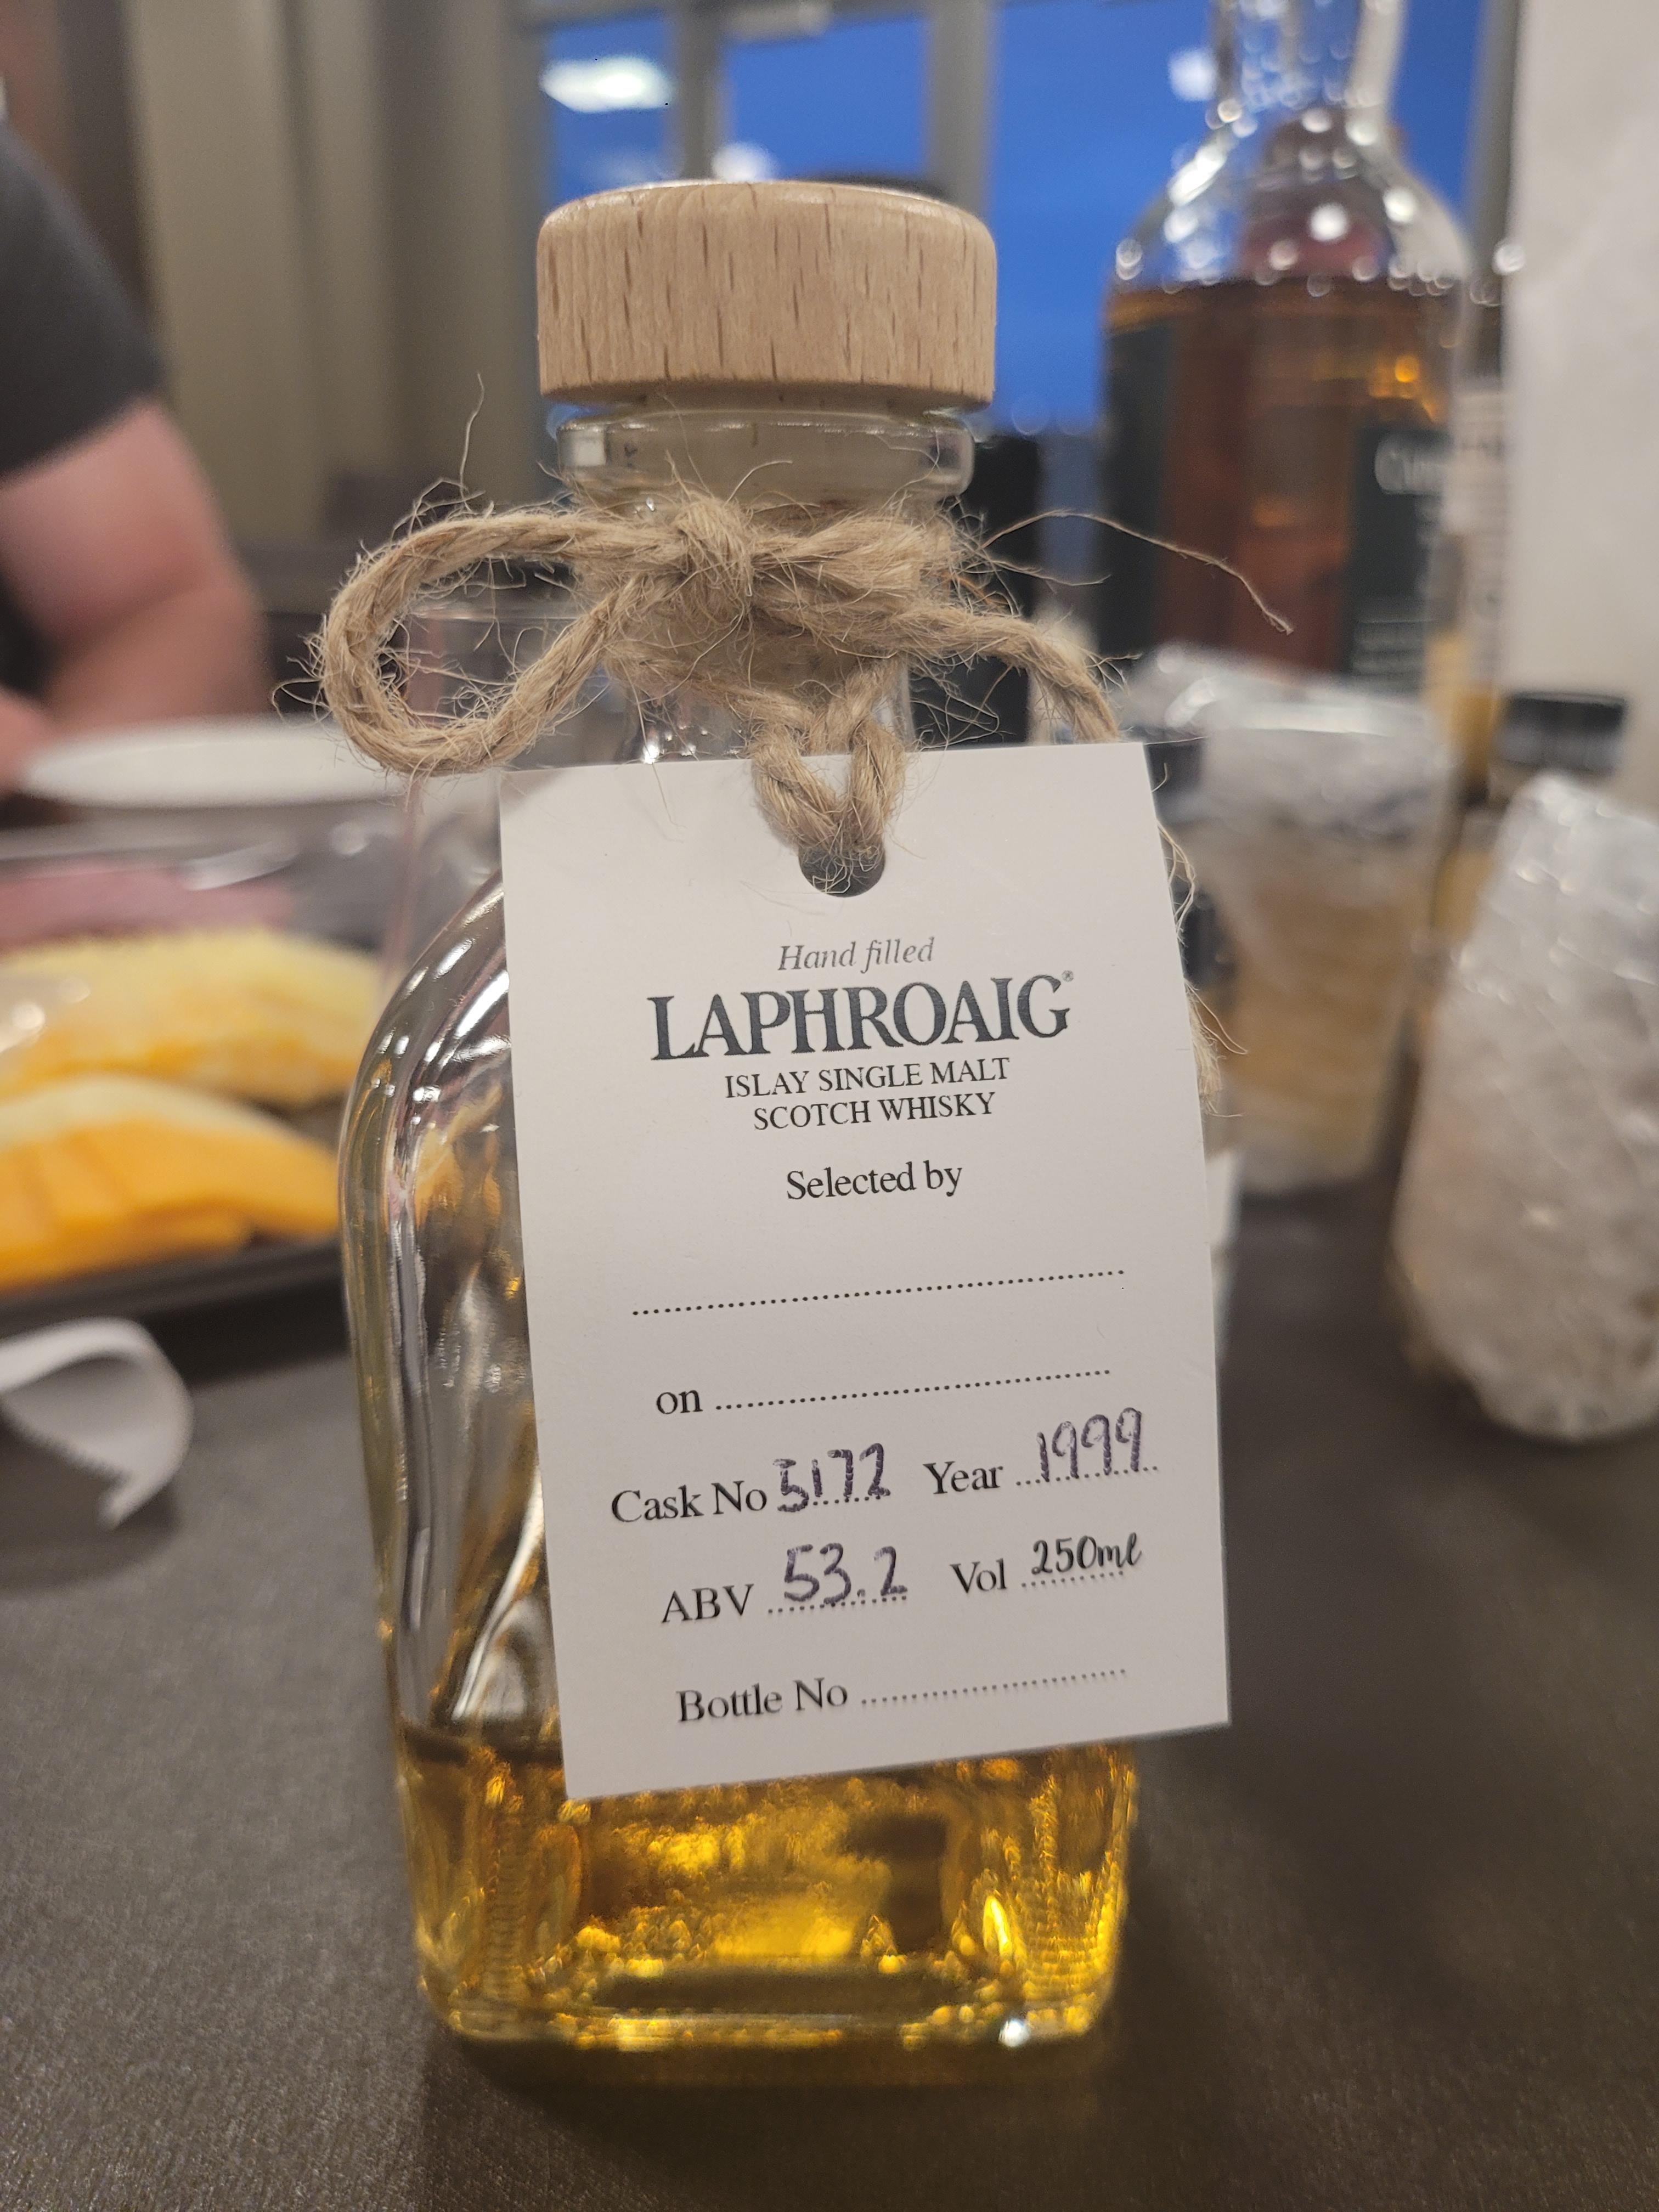 Hand filled
LAPHROAIG®
ISLAY SINGLE MALT
SCOTCH WHISKY
Selected by
........................................
on ........................................
Cask No 5172 Year 1999
ABV 53.2 Vol 250ml
Bottle No ........................